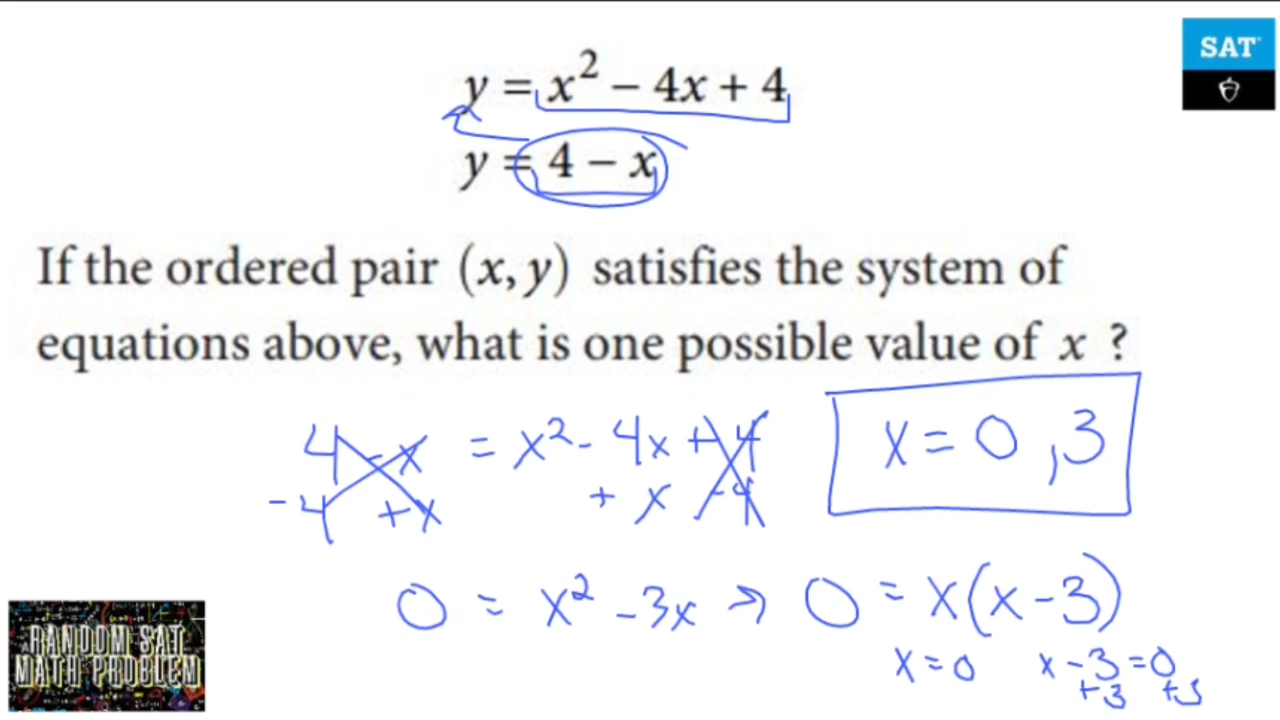 SAT
y = x² − 4x + 4
y = 4 − x
If the ordered pair (x, y) satisfies the system of
equations above, what is one possible value of x ?
4 - x = x² - 4x + 4
-4 +x + x -4
x = 0 , 3
0 = x² - 3x → 0 = x(x - 3)
x = 0 x - 3 = 0
+3 +3
RANDOM SAT
MATH PROBLEM